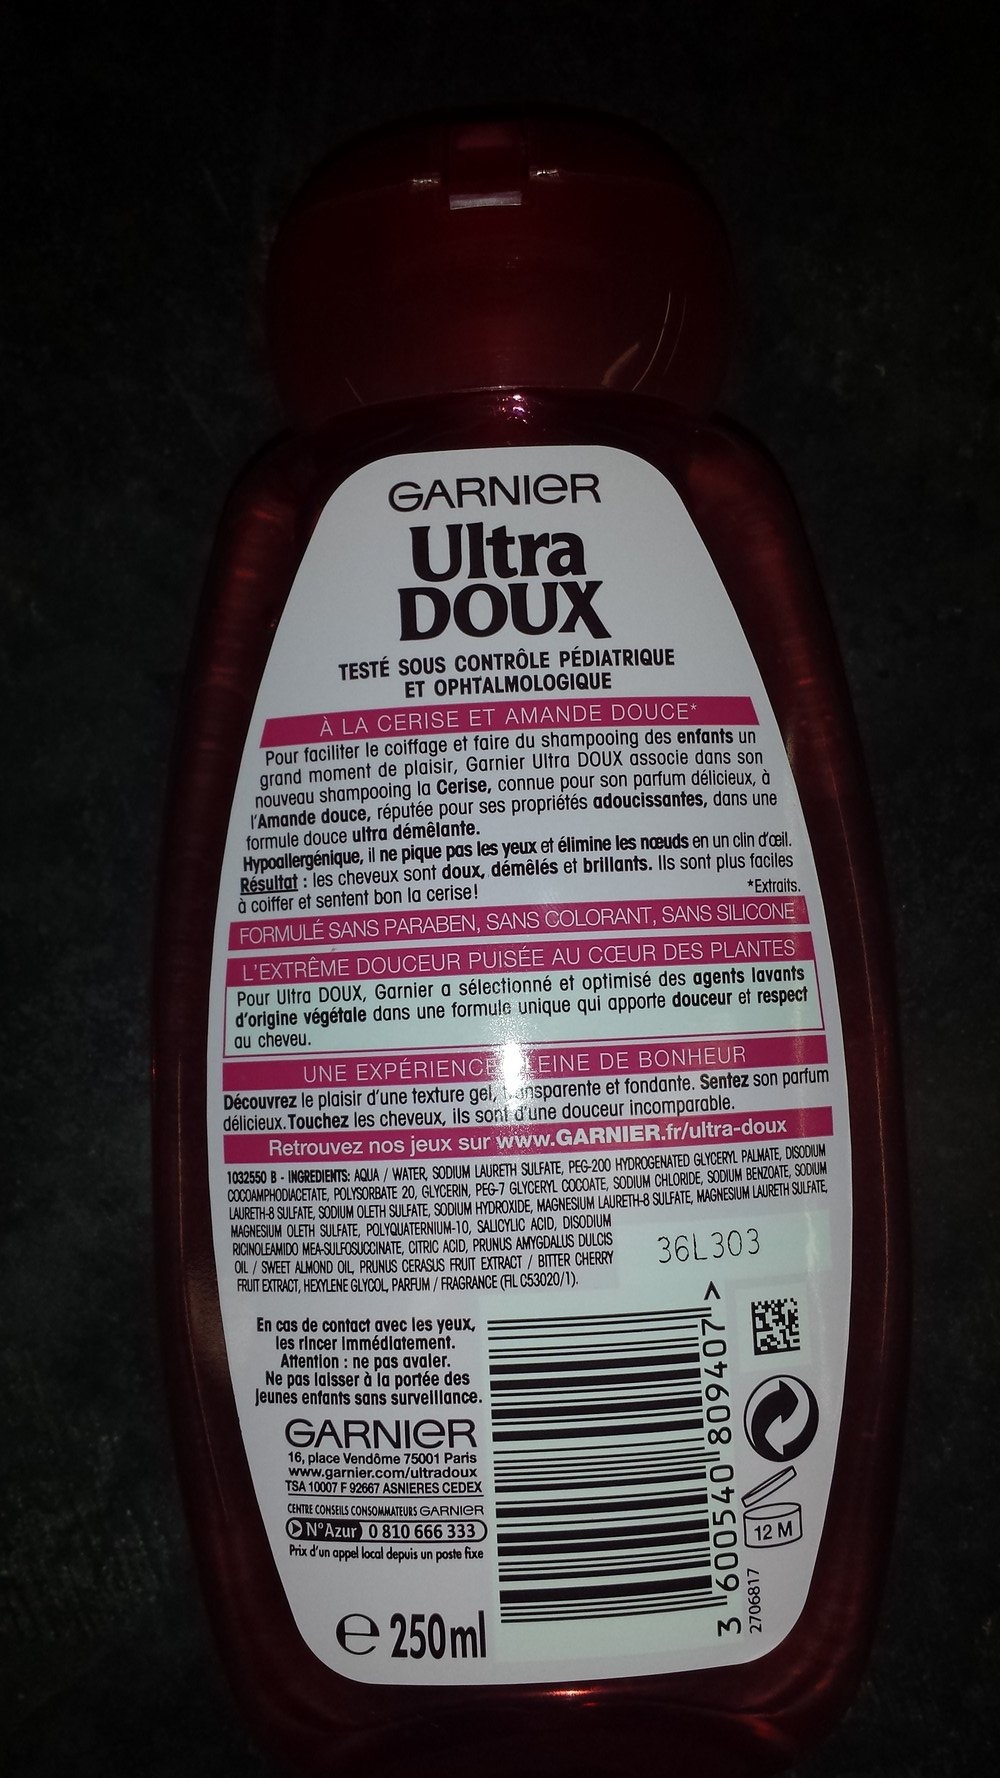 GARNIER
Ultra
DOUX
TESTÉ SOUS CONTRÔLE PÉDIATRIQUE
ET OPHTALMOLOGIQUE
À LA CERISE ET AMANDE DOUCE*
Pour faciliter le coiffage et faire du shampooing des enfants un
grand moment de plaisir, Garnier Ultra DOUX associe dans son
nouveau shampooing la Cerise, connue pour son parfum délicieux, à
l'Amande douce, réputée pour ses propriétés adoucissantes, dans une
formule douce ultra démêlante.
Hypoallergénique, il ne pique pas les yeux et élimine les nœuds en un clin d'œil.
Résultat : les cheveux sont doux, démêlés et brillants. Ils sont plus faciles
à coiffer et sentent bon la cerise!
*Extraits.
FORMULÉ SANS PARABEN, SANS COLORANT, SANS SILICONE
L'EXTRÊME DOUCEUR PUISÉE AU CŒUR DES PLANTES
Pour Ultra DOUX, Garnier a sélectionné et optimisé des agents lavants
d'origine végétale dans une formule unique qui apporte douceur et respect
au cheveu.
UNE EXPÉRIENCE LEINE DE BONHEUR
Découvrez le plaisir d'une texture gel, nsparente et fondante. Sentez son parfum
délicieux. Touchez les cheveux, ils sont d'une douceur incomparable.
Retrouvez nos jeux sur www.GARNIER.fr/ultra-doux
1032550 B - INGREDIENTS: AQUA / WATER, SODIUM LAURETH SULFATE, PEG-200 HYDROGENATED GLYCERYL PALMATE, DISODIUM
COCOAMPHODIACETATE, POLYSORBATE 20, GLYCERIN, PEG-7 GLYCERYL COCOATE, SODIUM CHLORIDE, SODIUM BENZOATE, SODIUM
LAURETH-8 SULFATE, SODIUM OLETH SULFATE, SODIUM HYDROXIDE, MAGNESIUM LAURETH-8 SULFATE, MAGNESIUM LAURETH SULFATE,
MAGNESIUM OLETH SULFATE, POLYQUATERNIUM-10, SALICYLIC ACID, DISODIUM
RICINOLEAMIDO MEA-SULFOSUCCINATE, CITRIC ACID, PRUNUS AMYGDALUS DULCIS
OIL / SWEET ALMOND OIL, PRUNUS CERASUS FRUIT EXTRACT / BITTER CHERRY
FRUIT EXTRACT, HEXYLENE GLYCOL, PARFUM / FRAGRANCE (FIL C53020/1).
36L303
En cas de contact avec les yeux,
les rincer immédiatement.
Attention : ne pas avaler.
Ne pas laisser à la portée des
jeunes enfants sans surveillance.
GARNIER
16, place Vendôme 75001 Paris
www.garnier.com/ultradoux
TSA 10007 F 92667 ASNIERES CEDEX
CENTRE CONSEILS CONSOMMATEURS GARNIER
N°Azur 0 810 666 333
Prix d'un appel local depuis un poste fixe
e 250ml
3 600540 809407 >
12 M
2706817